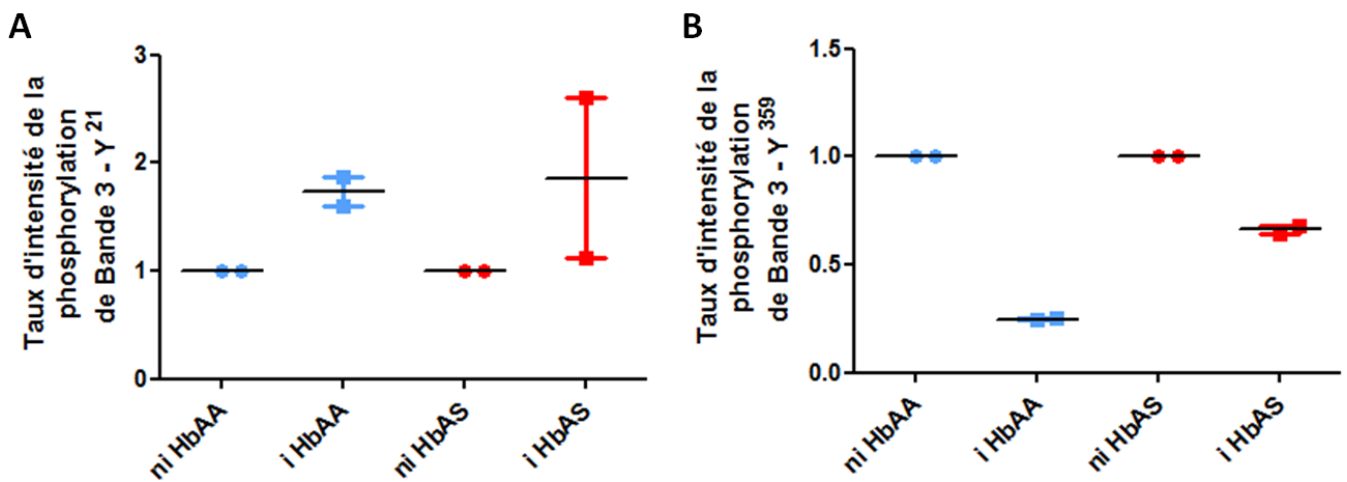 A
Taux d'intensité de la
phosphorylation
de Bande 3 - Y 21
3
2
1
0
ni HbAA
i HbAA
ni HbAS
i HbAS
B
Taux d'intensité de la
phosphorylation
de Bande 3 - Y 359
1.5
1.0
0.5
0.0
ni HbAA
i HbAA
ni HbAS
i HbAS